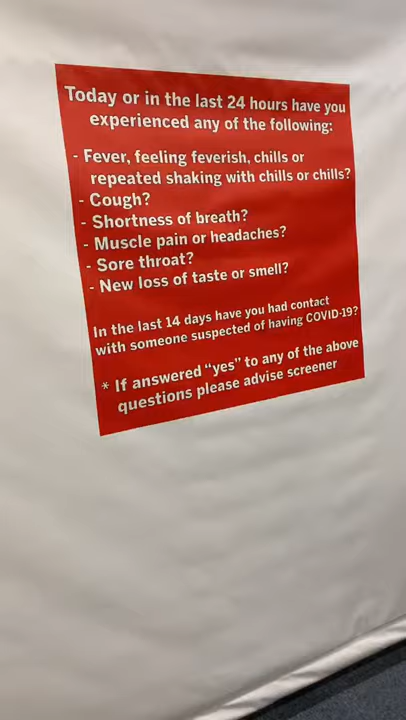 Today or in the last 24 hours have you
experienced any of the following:
- Fever, feeling feverish, chills or
repeated shaking with chills or chills?
- Cough?
- Shortness of breath?
- Muscle pain or headaches?
- Sore throat?
- New loss of taste or smell?
In the last 14 days have you had contact
with someone suspected of having COVID-19?
* If answered “yes” to any of the above
questions please advise screener